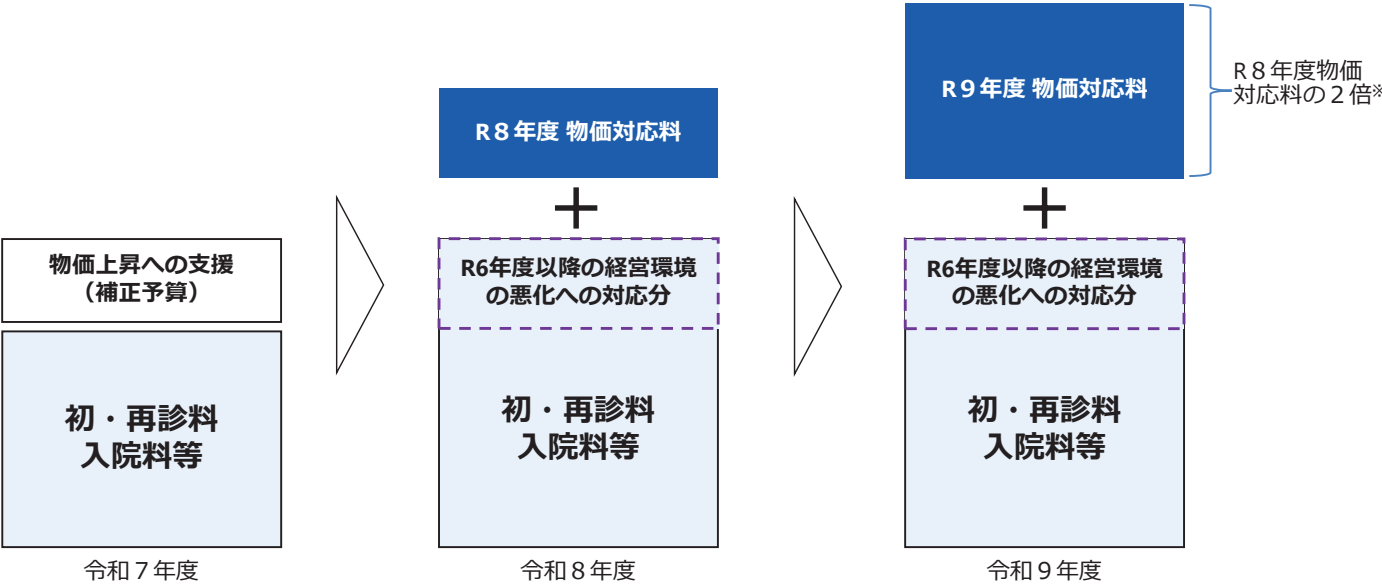 物価上昇への支援
（補正予算）
初・再診料
入院料等
令和７年度
R８年度 物価対応料
＋
R6年度以降の経営環境
の悪化への対応分
初・再診料
入院料等
令和８年度
R９年度 物価対応料
R８年度物価
対応料の２倍※
＋
R6年度以降の経営環境
の悪化への対応分
初・再診料
入院料等
令和９年度